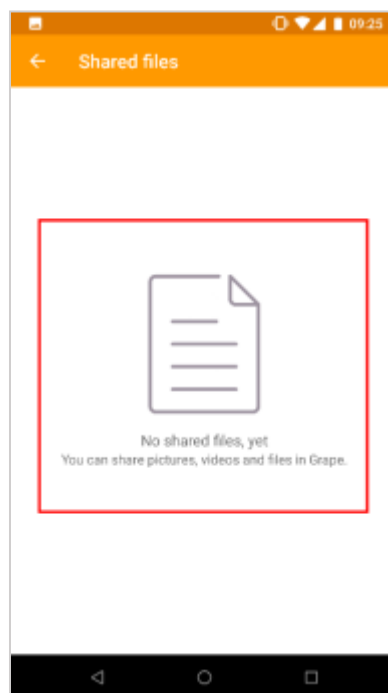 09:25
Shared files
No shared files, yet
You can share pictures, videos and files in Grape.